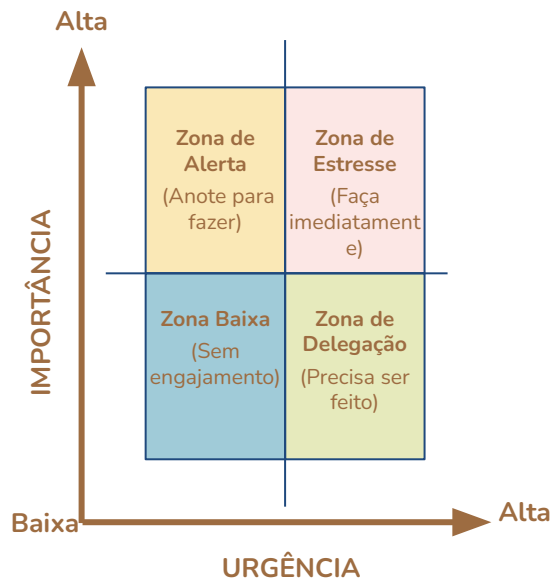 Alta
IMPORTÂNCIA
Zona de
Alerta
(Anote para
fazer)
Zona de
Estresse
(Faça
imediatament
e)
Zona Baixa
(Sem
engajamento)
Zona de
Delegação
(Precisa ser
feito)
Baixa
Alta
URGÊNCIA